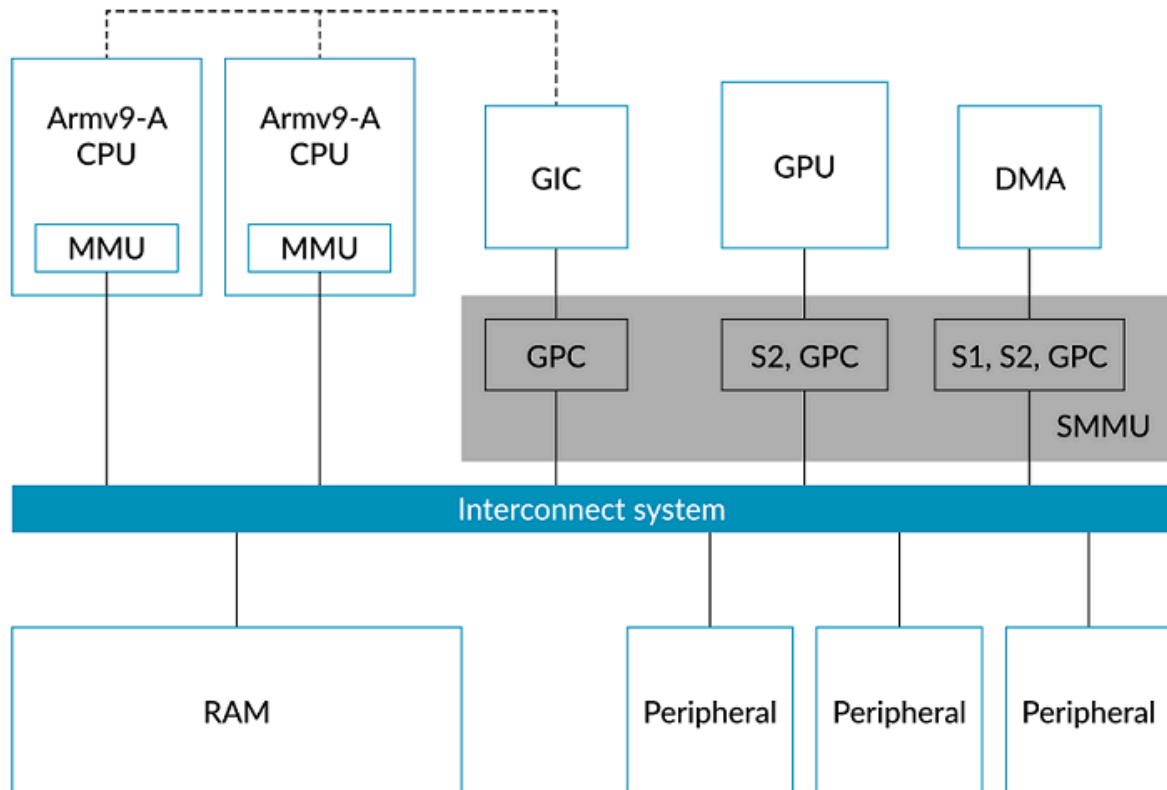 Armv9-A
CPU
MMU
Armv9-A
CPU
MMU
GIC
GPU
DMA
GPC
S2, GPC
S1, S2, GPC
SMMU
Interconnect system
RAM
Peripheral
Peripheral
Peripheral